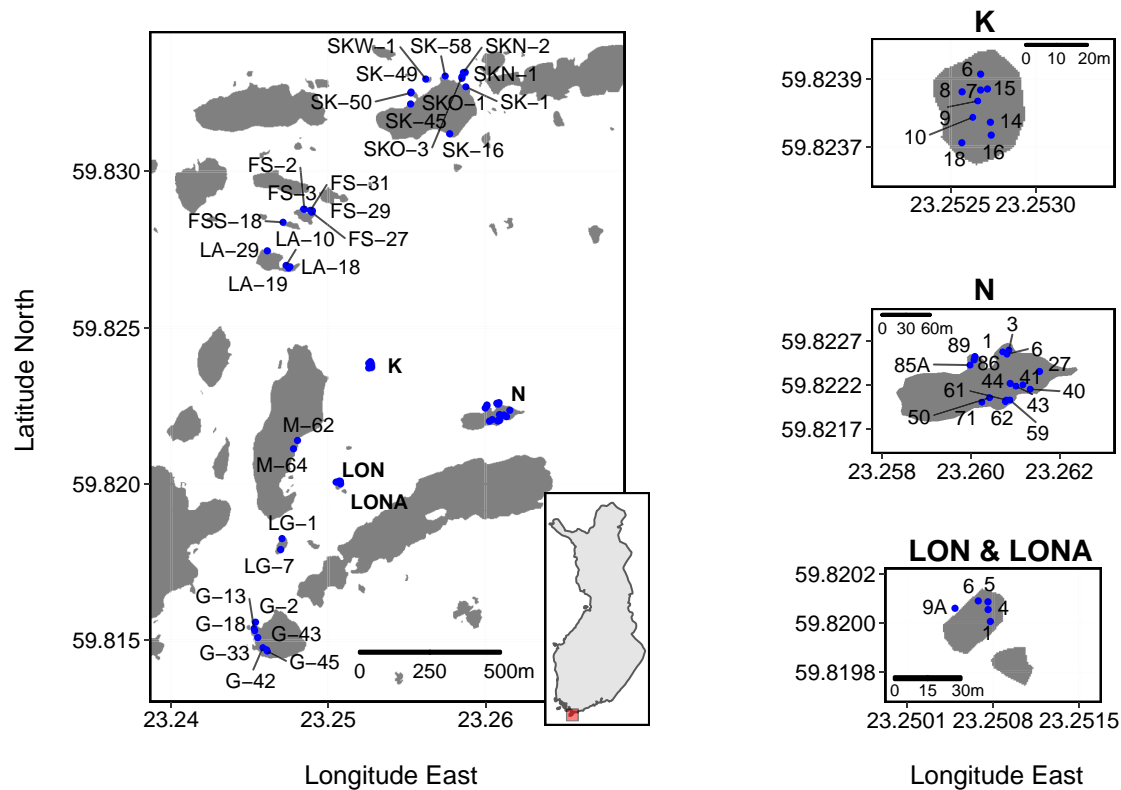 SKW−1 SK−58 SKN−2
SK−49 SKN−1
SK−50 SKO−1 SK−1
SK−45
SKO−3 SK−16
59.830
FS−2
FS−3 FS−31
FS−29
FSS−18 FS−27
LA−10
LA−29 LA−18
LA−19
59.825
K
N
M−62
M−64
LON
59.820
LONA
LG−1
LG−7
G−13
G−2
G−18
G−43
59.815
G−33 G−45
G−42
0 250 500m
23.24 23.25 23.26
Latitude North
Longitude East
K
0 10 20m
59.8239
59.8237
6
8 7 15
9
10 14
18 16
23.2525 23.2530
N
0 30 60m
59.8227
59.8222
59.8217
3
89 1 6
85A 86 27
44 41
61 40
50 71 62 43
59
23.258 23.260 23.262
LON & LONA
59.8202
59.8200
59.8198
6 5
9A 4
1
0 15 30m
23.2501 23.2508 23.2515
Longitude East